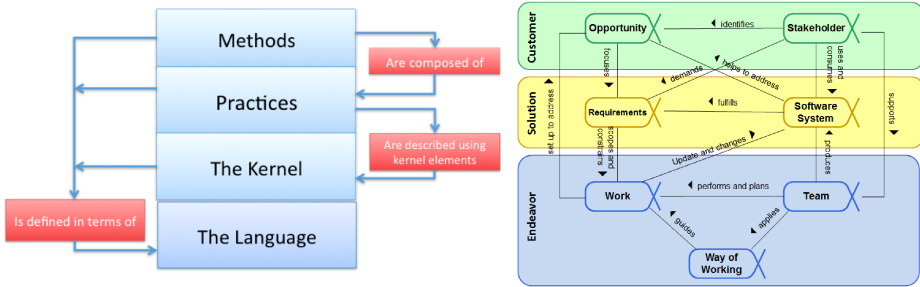 Methods
Are composed of
Practices
Are described using
kernel elements
The Kernel
Is defined in terms of
The Language
Customer
Opportunity
identifies
Stakeholder
focuses
demands
helps to address
uses and
consumes
Solution
Requirements
fulfills
Software
System
supports
set up to address
scopes and
constrains
Update and changes
produces
Endeavor
Work
performs and plans
Team
guides
applies
Way of
Working